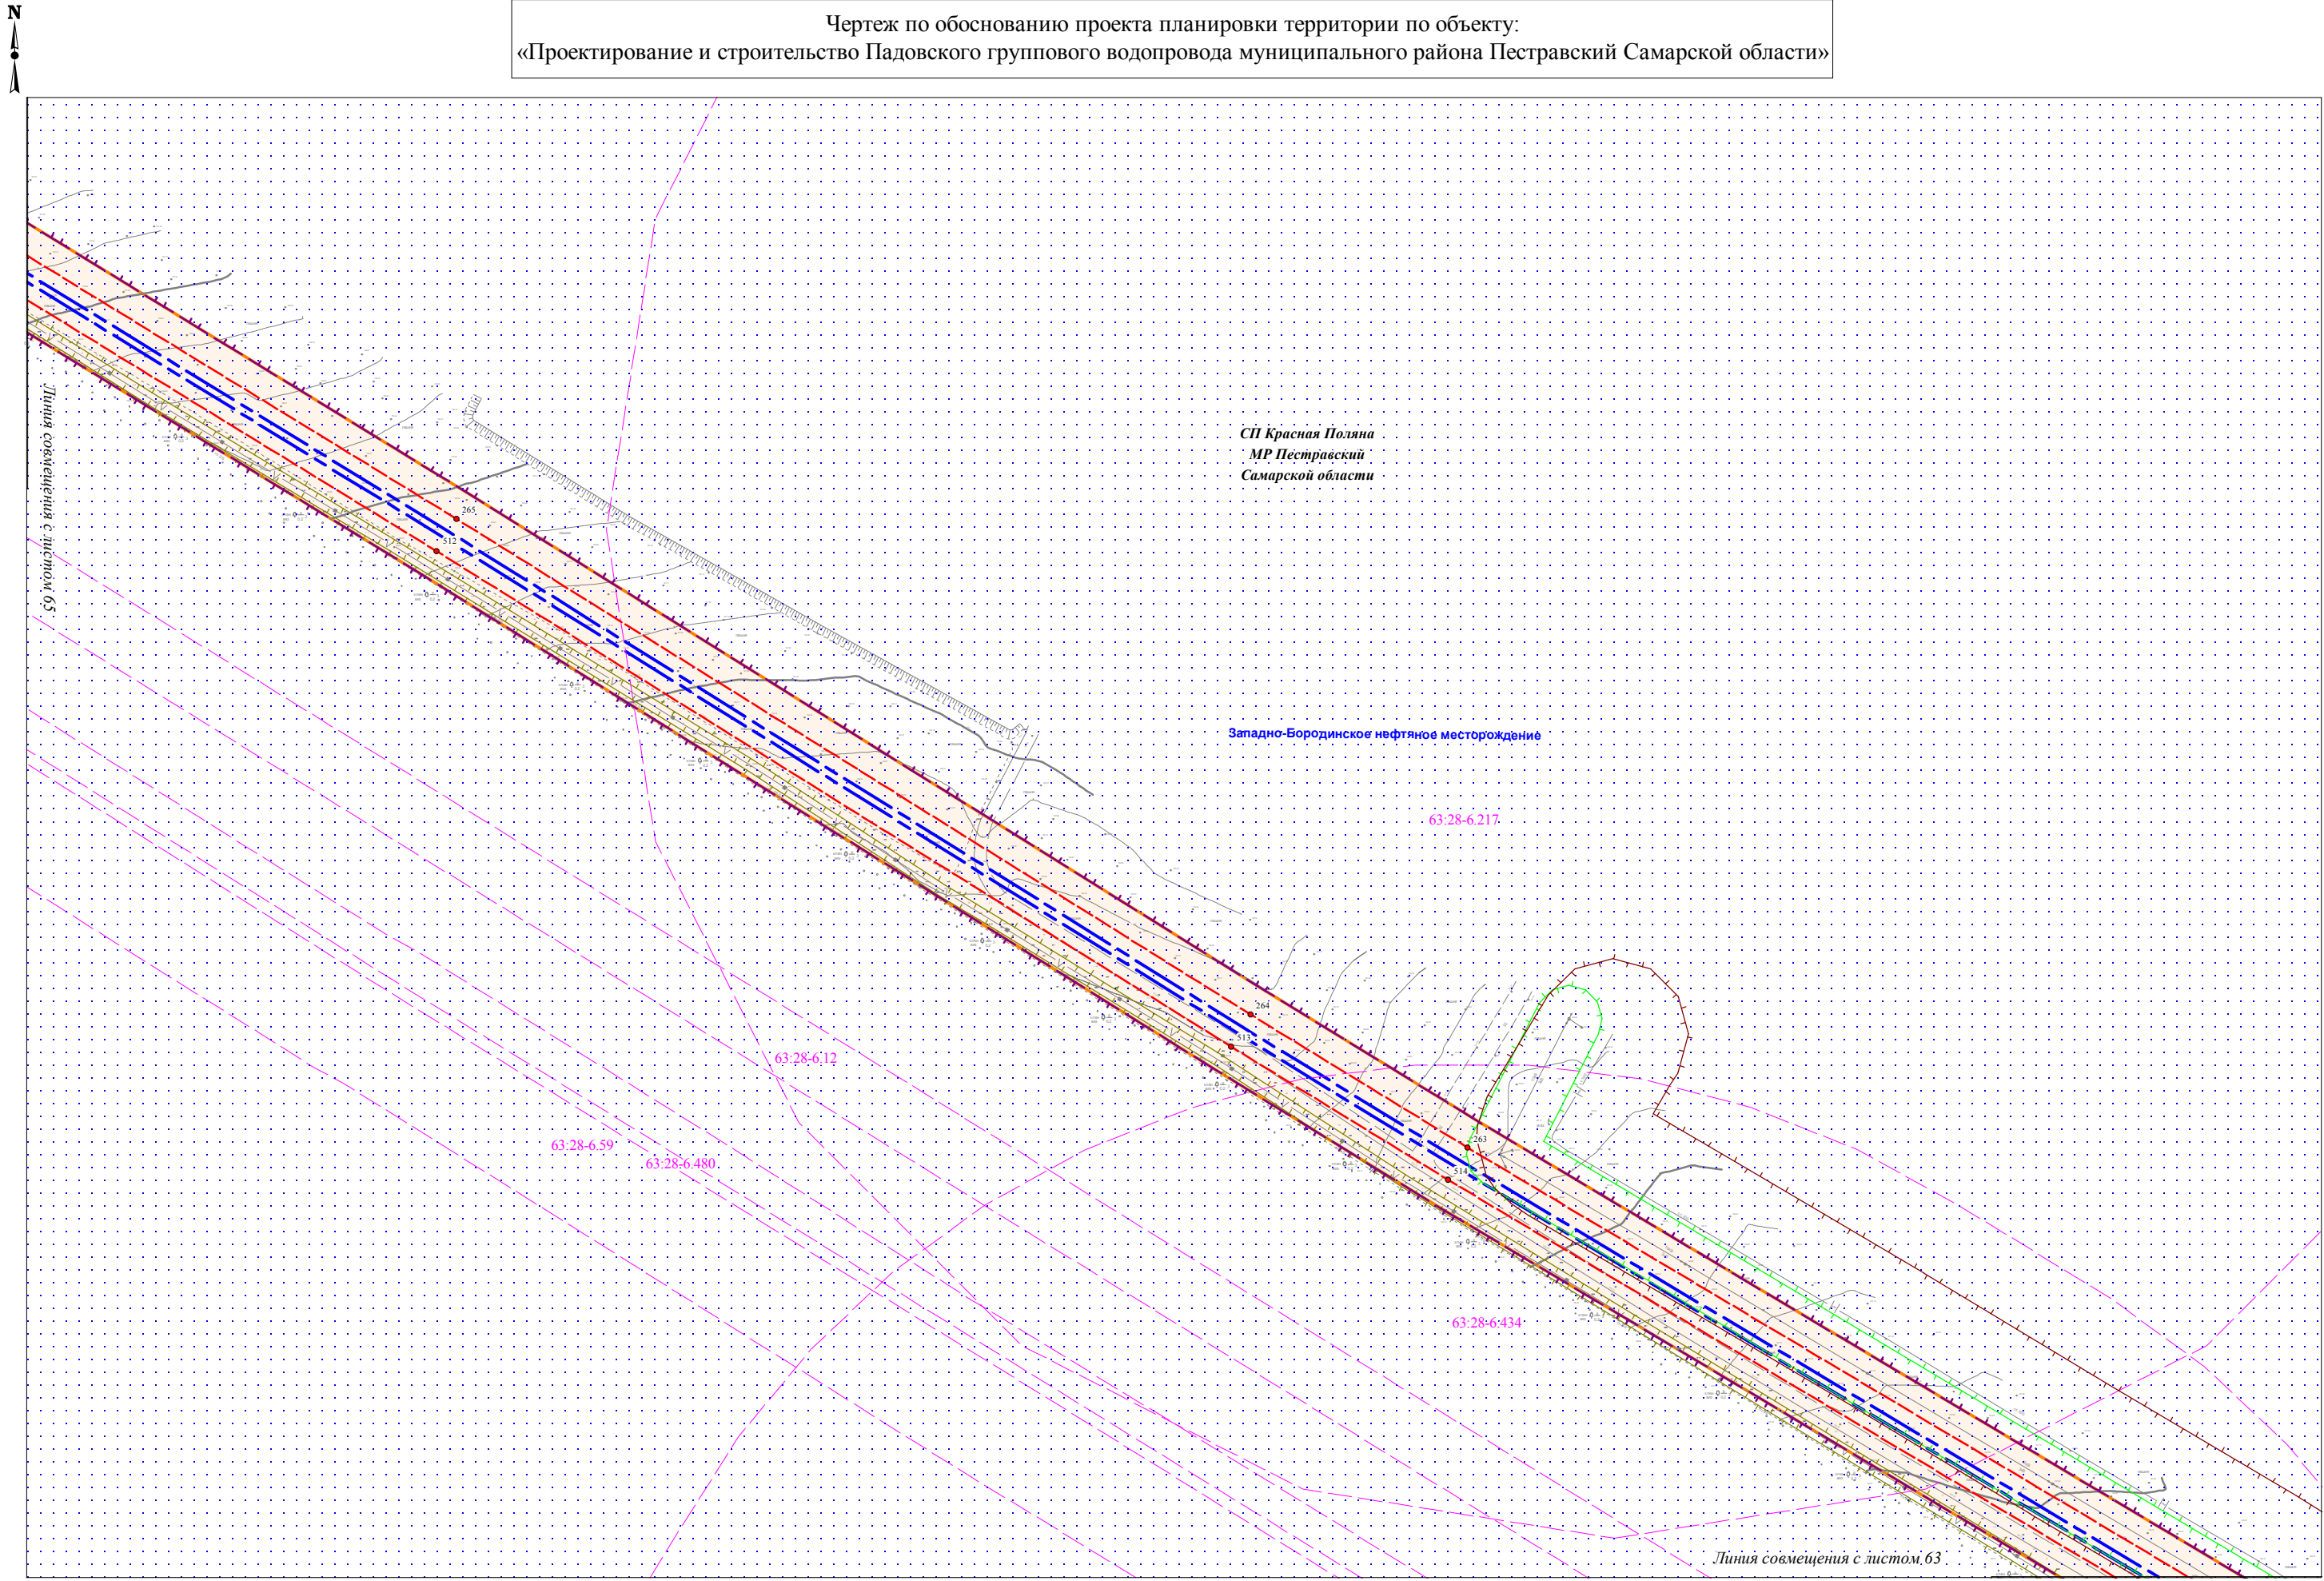 N
Чертеж по обоснованию проекта планировки территории по объекту:
«Проектирование и строительство Падовского группового водопровода муниципального района Пестравский Самарской области»
Линия совмещения с листом 65
СП Красная Поляна
МР Пестравский
Самарской области
265
512
Западно-Бородинское нефтяное месторождение
63:28-6.217
264
513
63:28-6.12
263
514
63:28-6.59
63:28-6.480
63:28-6.434
Линия совмещения с листом 63